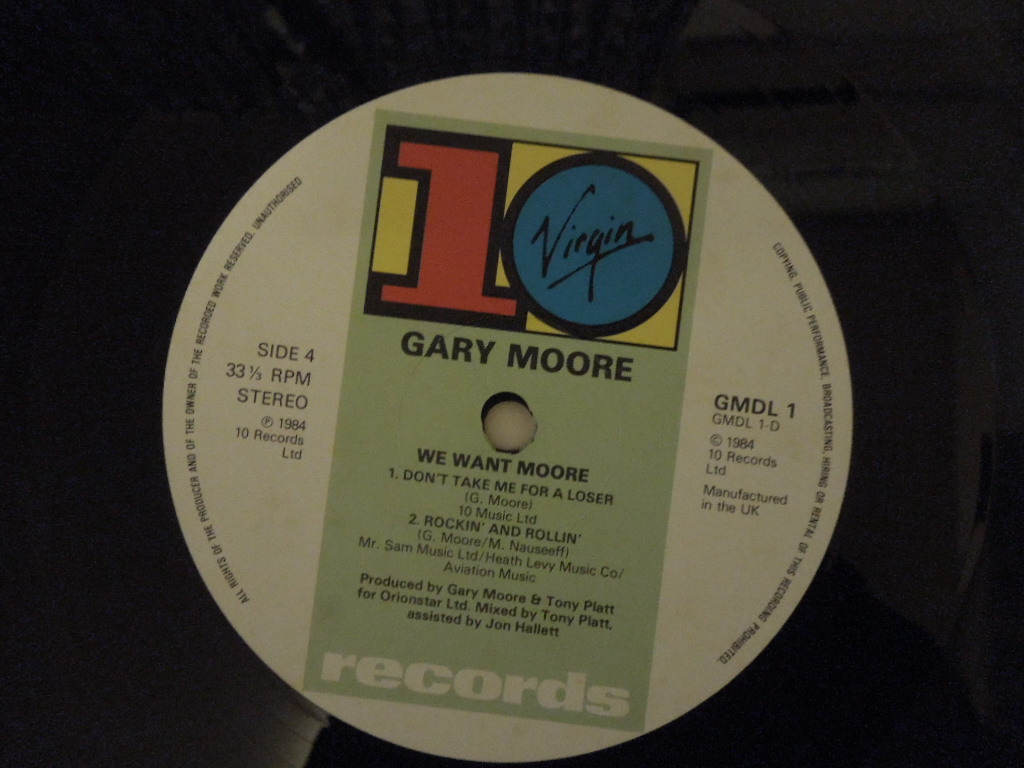 10
Virgin
GARY MOORE
SIDE 4
33⅓ RPM
STEREO
℗ 1984
10 Records
Ltd
GMDL 1
GMDL 1-D
© 1984
10 Records
Ltd
Manufactured
in the UK
WE WANT MOORE
1. DON'T TAKE ME FOR A LOSER
(G. Moore)
10 Music Ltd
2. ROCKIN' AND ROLLIN'
(G. Moore/M. Nauseeff)
Mr. Sam Music Ltd/Heath Levy Music Co/
Aviation Music
Produced by Gary Moore & Tony Platt
for Orionstar Ltd. Mixed by Tony Platt,
assisted by Jon Hallett
records
ALL RIGHTS OF THE PRODUCER AND OF THE OWNER OF THE RECORDED WORK RESERVED. UNAUTHORISED
COPYING, PUBLIC PERFORMANCE, BROADCASTING, HIRING OR RENTAL OF THIS RECORDING PROHIBITED.